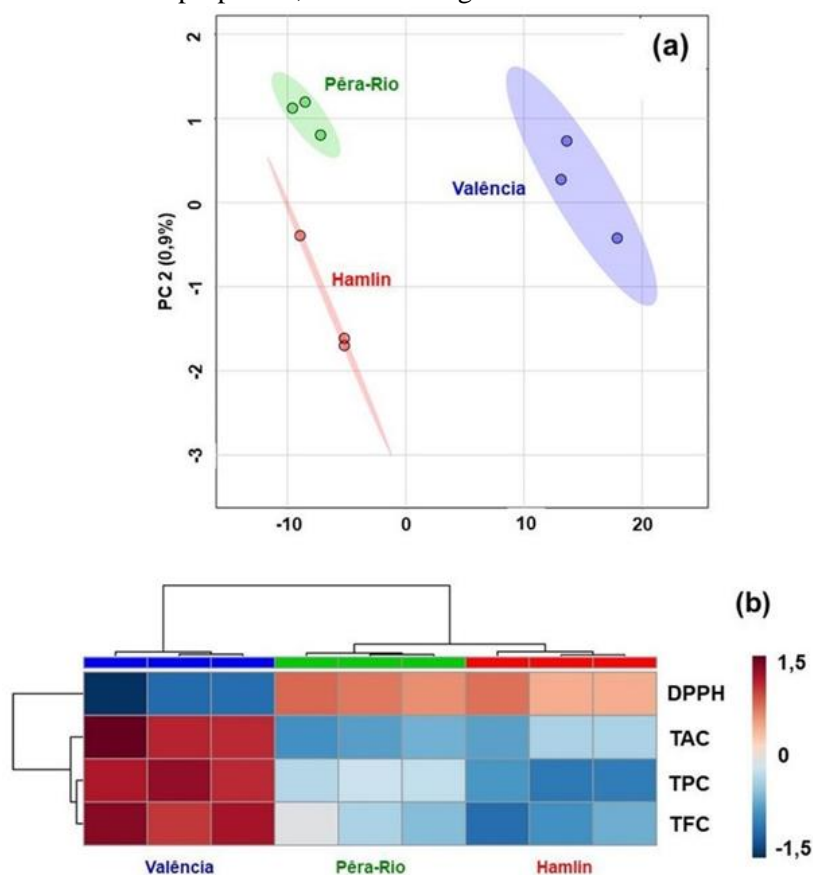 (a)
2
1
0
-1
-2
-3
PC 2 (0,9%)
Pêra-Rio
Valência
Hamlin
-10 0 10 20
(b)
DPPH
TAC
TPC
TFC
1,5
0
-1,5
Valência Pêra-Rio Hamlin